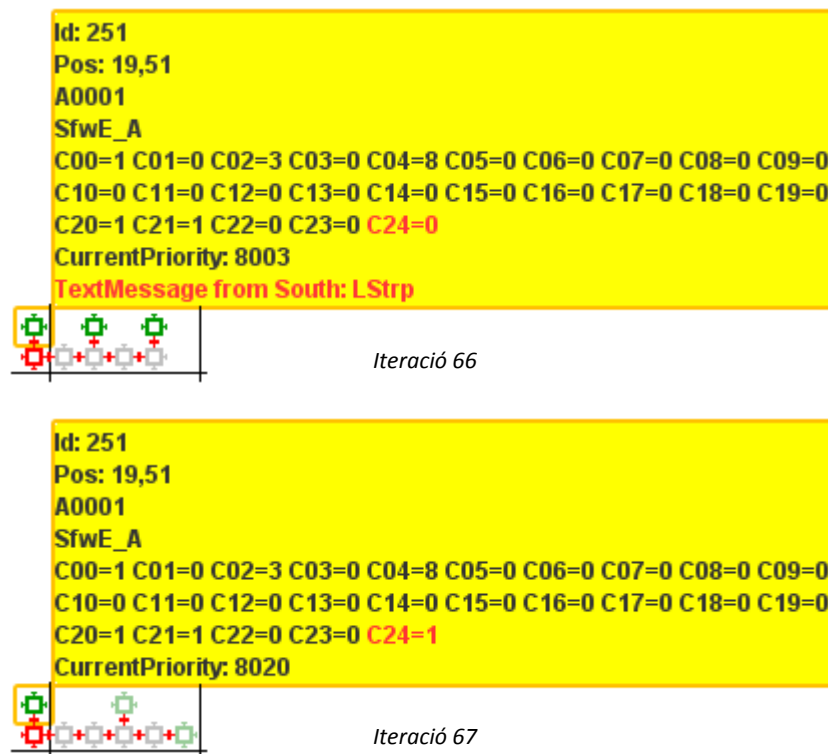 Id: 251
Pos: 19,51
A0001
SfwE_A
C00=1 C01=0 C02=3 C03=0 C04=8 C05=0 C06=0 C07=0 C08=0 C09=0
C10=0 C11=0 C12=0 C13=0 C14=0 C15=0 C16=0 C17=0 C18=0 C19=0
C20=1 C21=1 C22=0 C23=0 C24=0
CurrentPriority: 8003
TextMessage from South: LStrp
Iteració 66
Id: 251
Pos: 19,51
A0001
SfwE_A
C00=1 C01=0 C02=3 C03=0 C04=8 C05=0 C06=0 C07=0 C08=0 C09=0
C10=0 C11=0 C12=0 C13=0 C14=0 C15=0 C16=0 C17=0 C18=0 C19=0
C20=1 C21=1 C22=0 C23=0 C24=1
CurrentPriority: 8020
Iteració 67